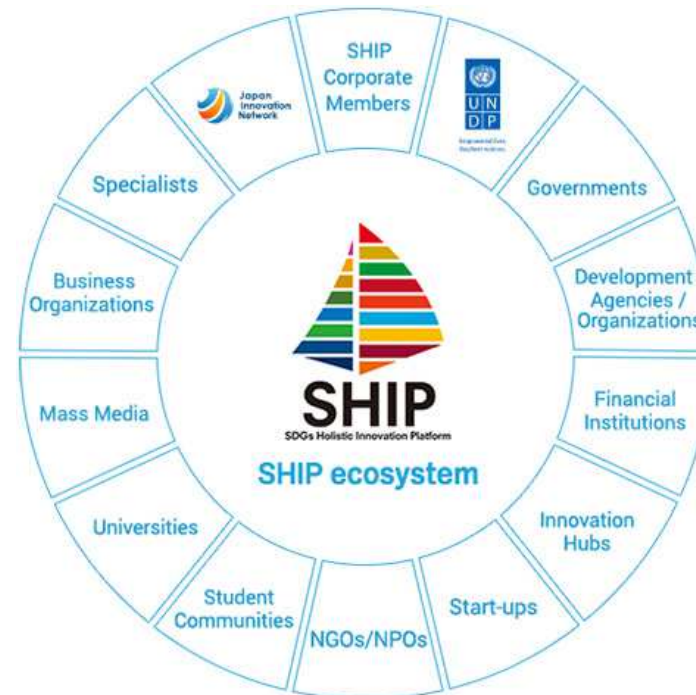 SHIP
Corporate
Members
U N
D P
Governments
Development
Agencies /
Organizations
Financial
Institutions
Innovation
Hubs
Start-ups
NGOs/NPOs
Student
Communities
Universities
Mass Media
Business
Organizations
Specialists
Japan
Innovation
Network
SHIP
SDGs Holistic Innovation Platform
SHIP ecosystem